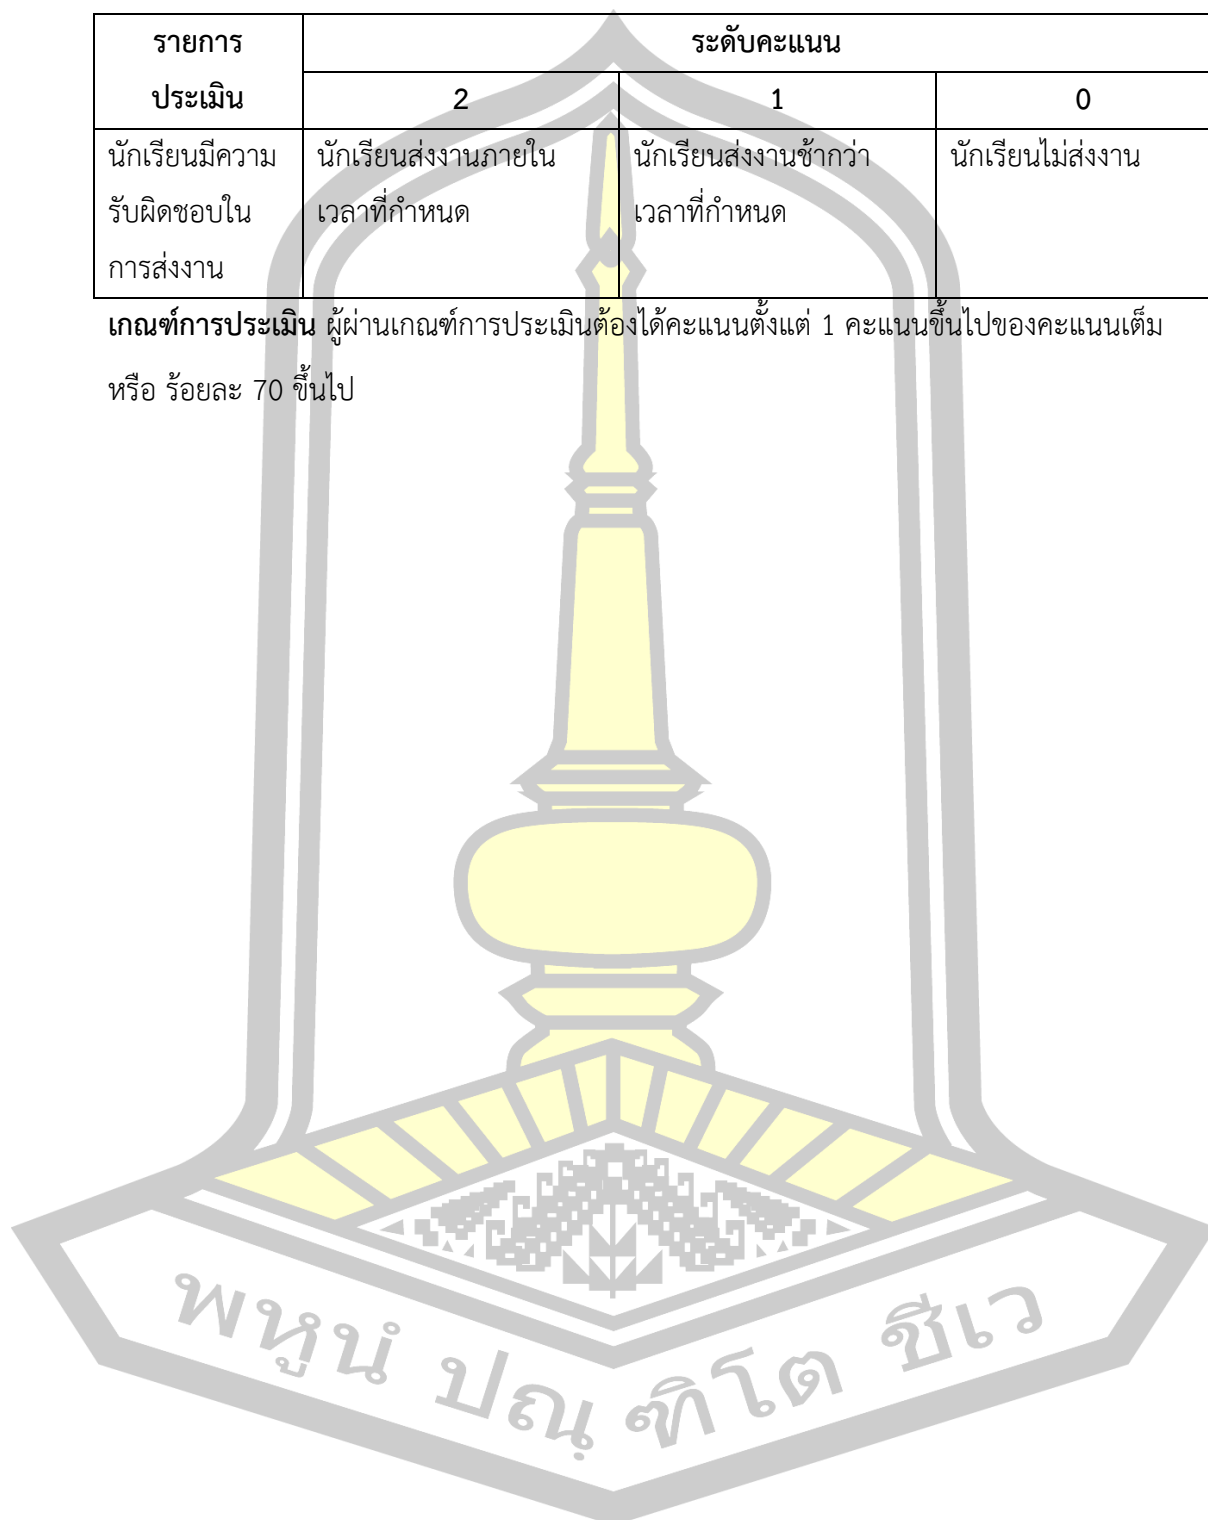 รายการ
ประเมิน
ระดับคะแนน
2 1 0
นักเรียนมีความ
รับผิดชอบใน
การส่งงาน
นักเรียนส่งงานภายใน
เวลาที่กำหนด
นักเรียนส่งงานช้ากว่า
เวลาที่กำหนด
นักเรียนไม่ส่งงาน
เกณฑ์การประเมิน ผู้ผ่านเกณฑ์การประเมินต้องได้คะแนนตั้งแต่ 1 คะแนนขึ้นไปของคะแนนเต็ม
หรือ ร้อยละ 70 ขึ้นไป
พหูนํ ปณฺ ฑิโต ชีเว